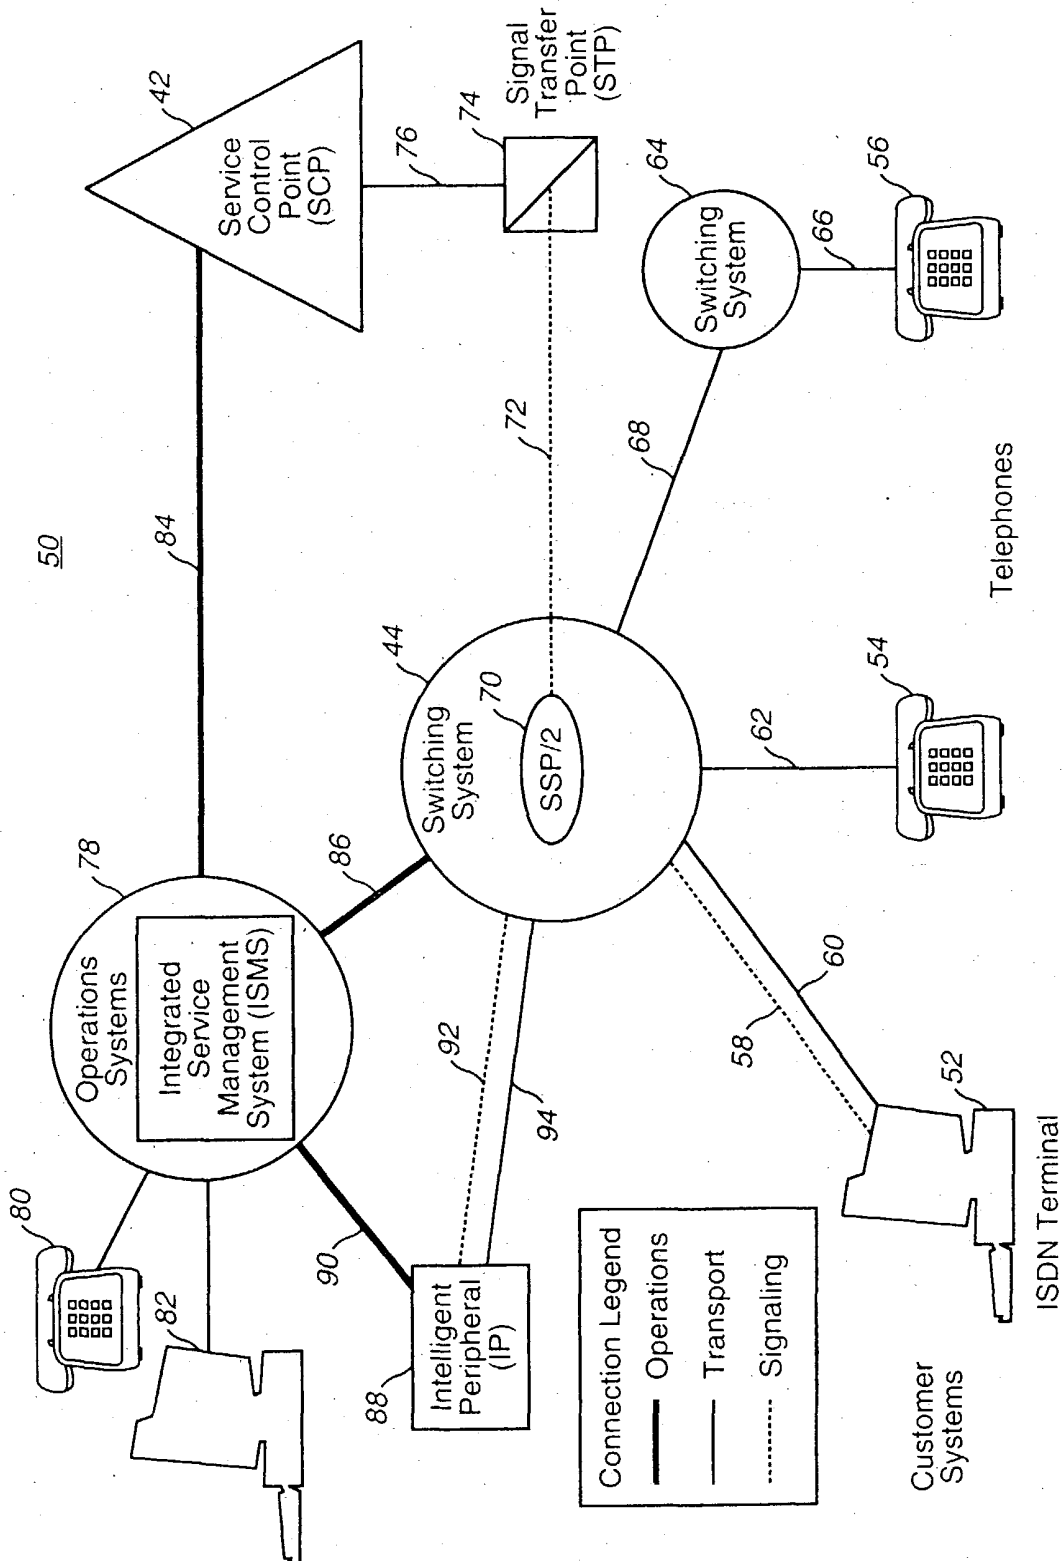 50
80
82
78
Operations
Systems
Integrated
Service
Management
System (ISMS)
84
42
Service
Control
Point
(SCP)
76
74
Signal
Transfer
Point
(STP)
90
86
88
Intelligent
Peripheral
(IP)
92
94
44
Switching
System
70
SSP/2
72
68
64
Switching
System
66
56
62
54
58
60
52
ISDN Terminal
Telephones
Connection Legend
Operations
Transport
Signaling
Customer
Systems